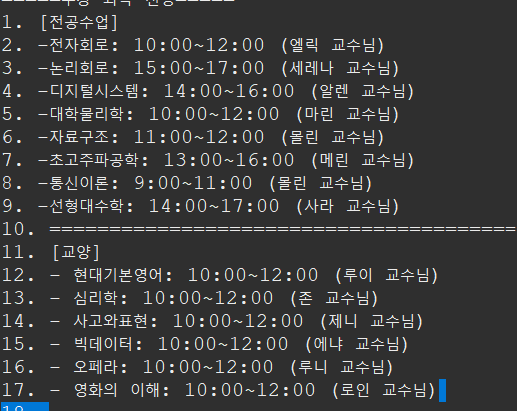 1. [전공수업]
2. -전자회로: 10:00~12:00 (엘릭 교수님)
3. -논리회로: 15:00~17:00 (세레나 교수님)
4. -디지털시스템: 14:00~16:00 (알렌 교수님)
5. -대학물리학: 10:00~12:00 (마린 교수님)
6. -자료구조: 11:00~12:00 (몰린 교수님)
7. -초고주파공학: 13:00~16:00 (메린 교수님)
8. -통신이론: 9:00~11:00 (몰린 교수님)
9. -선형대수학: 14:00~17:00 (사라 교수님)
10. =======================================
11. [교양]
12. - 현대기본영어: 10:00~12:00 (루이 교수님)
13. - 심리학: 10:00~12:00 (존 교수님)
14. - 사고와표현: 10:00~12:00 (제니 교수님)
15. - 빅데이터: 10:00~12:00 (에냐 교수님)
16. - 오페라: 10:00~12:00 (루니 교수님)
17. - 영화의 이해: 10:00~12:00 (로인 교수님)